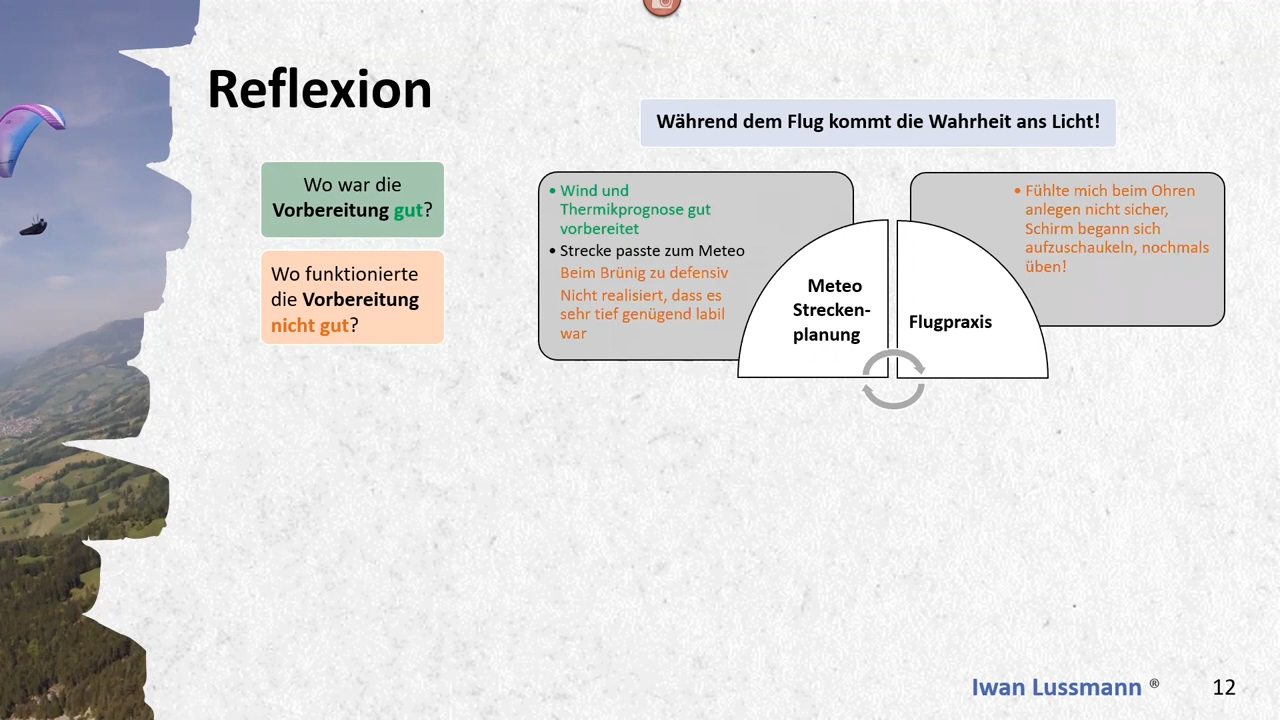 Reflexion
Während dem Flug kommt die Wahrheit ans Licht!
Wo war die
Vorbereitung gut?
Wo funktionierte
die Vorbereitung
nicht gut?
• Wind und
Thermikprognose gut
vorbereitet
• Strecke passte zum Meteo
Beim Brünig zu defensiv
Nicht realisiert, dass es
sehr tief genügend labil
war
Meteo
Strecken-
planung
• Fühlte mich beim Ohren
anlegen nicht sicher,
Schirm begann sich
aufzuschaukeln, nochmals
üben!
Flugpraxis
Iwan Lussmann ®
12